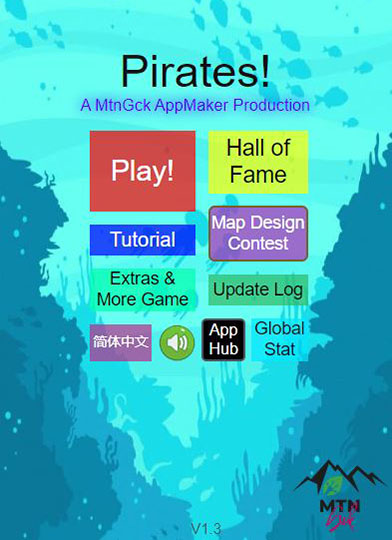 Pirates!
A MtnGck AppMaker Production
Play!
Hall of
Fame
Tutorial
Map Design
Contest
Extras &
More Game
Update Log
简体中文
App
Hub
Global
Stat
MTN
Gck
V1.3